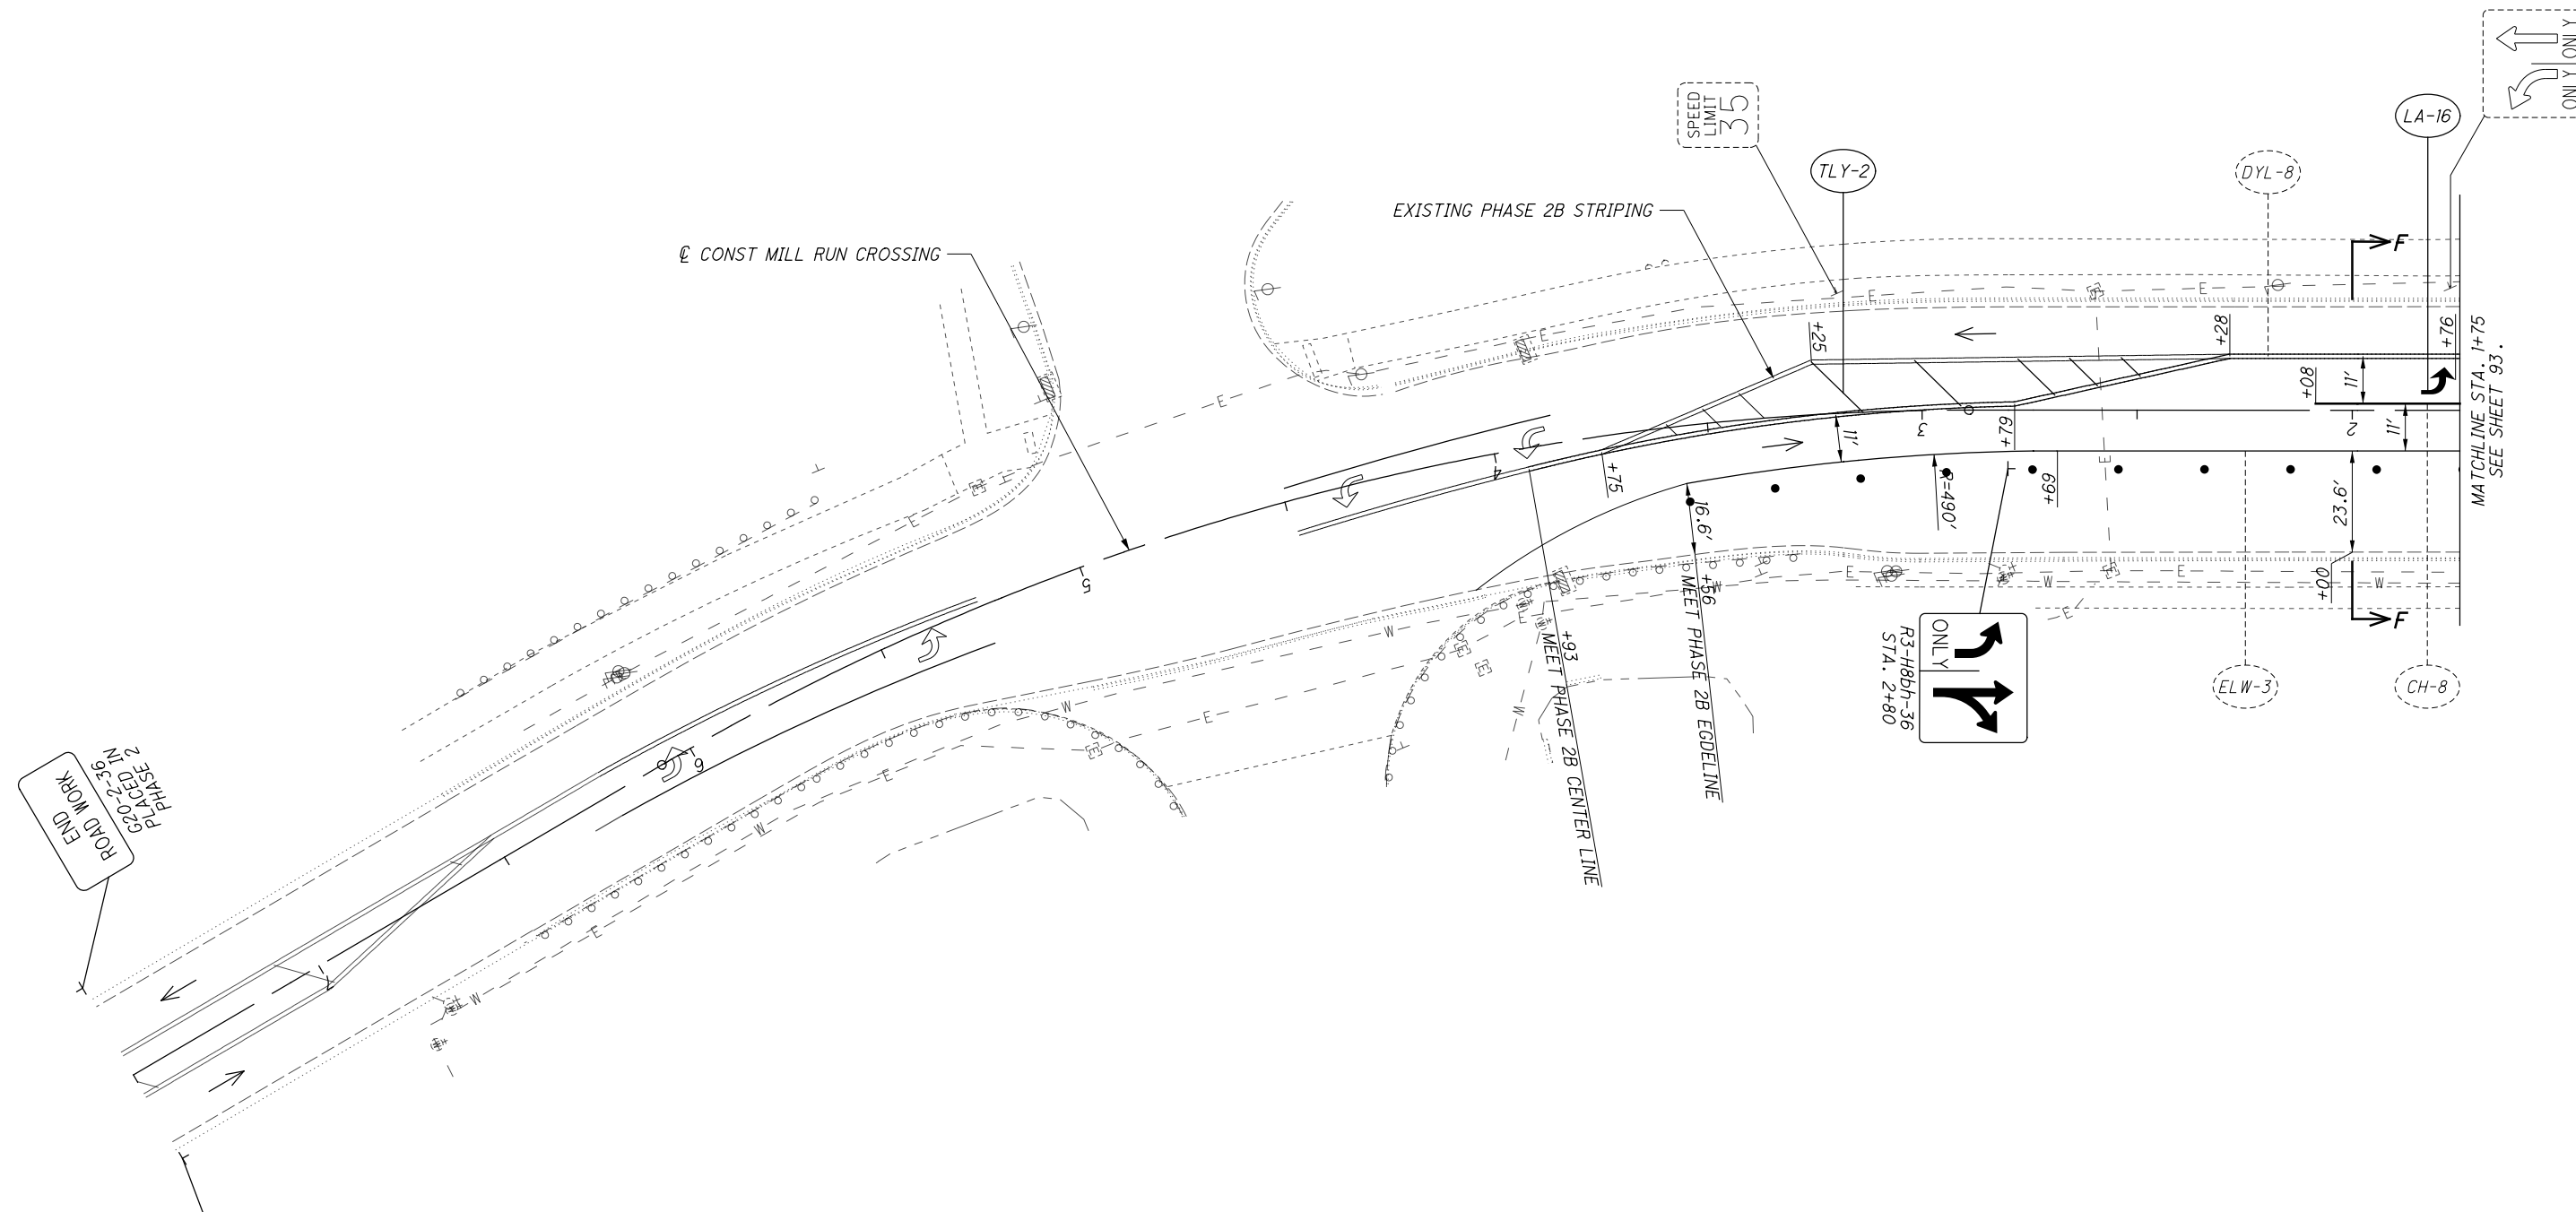 ONLY ONLY
SPEED
LIMIT
35
LA-16
TLY-2
DYL-8
EXISTING PHASE 2B STRIPING
℄ CONST MILL RUN CROSSING
F
E
E
E
E
+25
+28
+76
+08
11'
11'
11'
MATCHLINE STA. 1+75
SEE SHEET 93.
2
3
4
5
6
7
+79
+75
+69
R=490'
16.6'
23.6'
+00
F
+56
MEET PHASE 2B EGDELINE
+93
MEET PHASE 2B CENTER LINE
ONLY
R3-H8bh-36
STA. 2+80
ELW-3
CH-8
E
E
E
W
W
W
W
E
W
E
W
E
W
E
W
END
ROAD WORK
G20-2-36
PLACED IN
PHASE 2